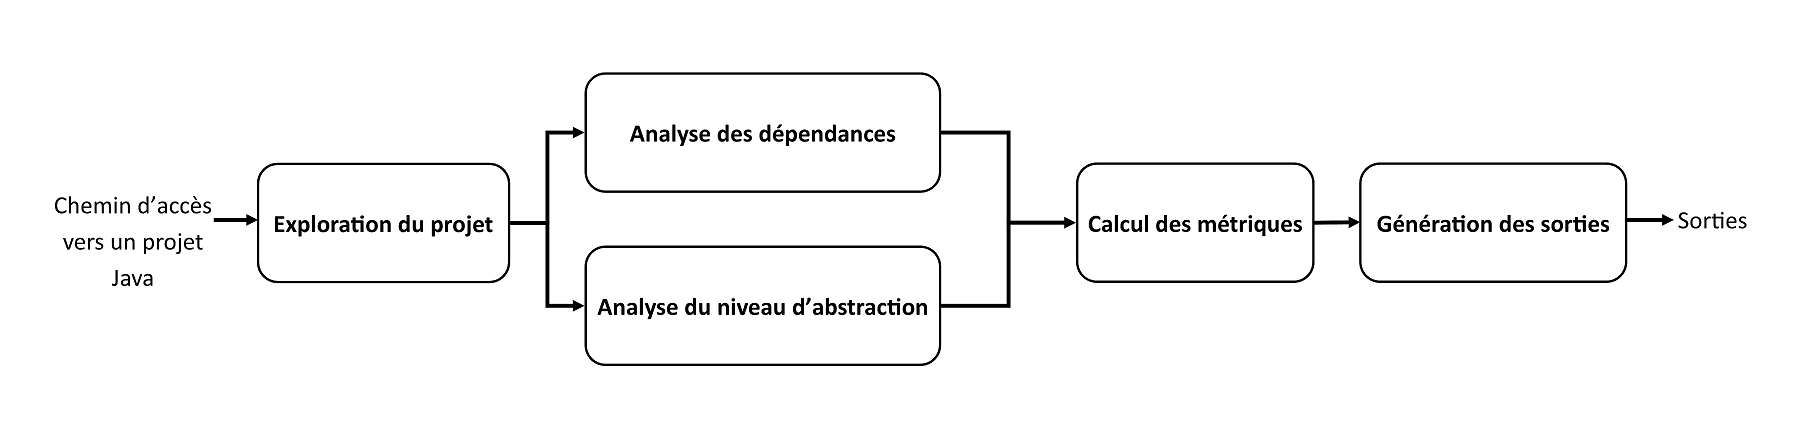 Chemin d’accès
vers un projet
Java
Exploration du projet
Analyse des dépendances
Analyse du niveau d’abstraction
Calcul des métriques
Génération des sorties
Sorties